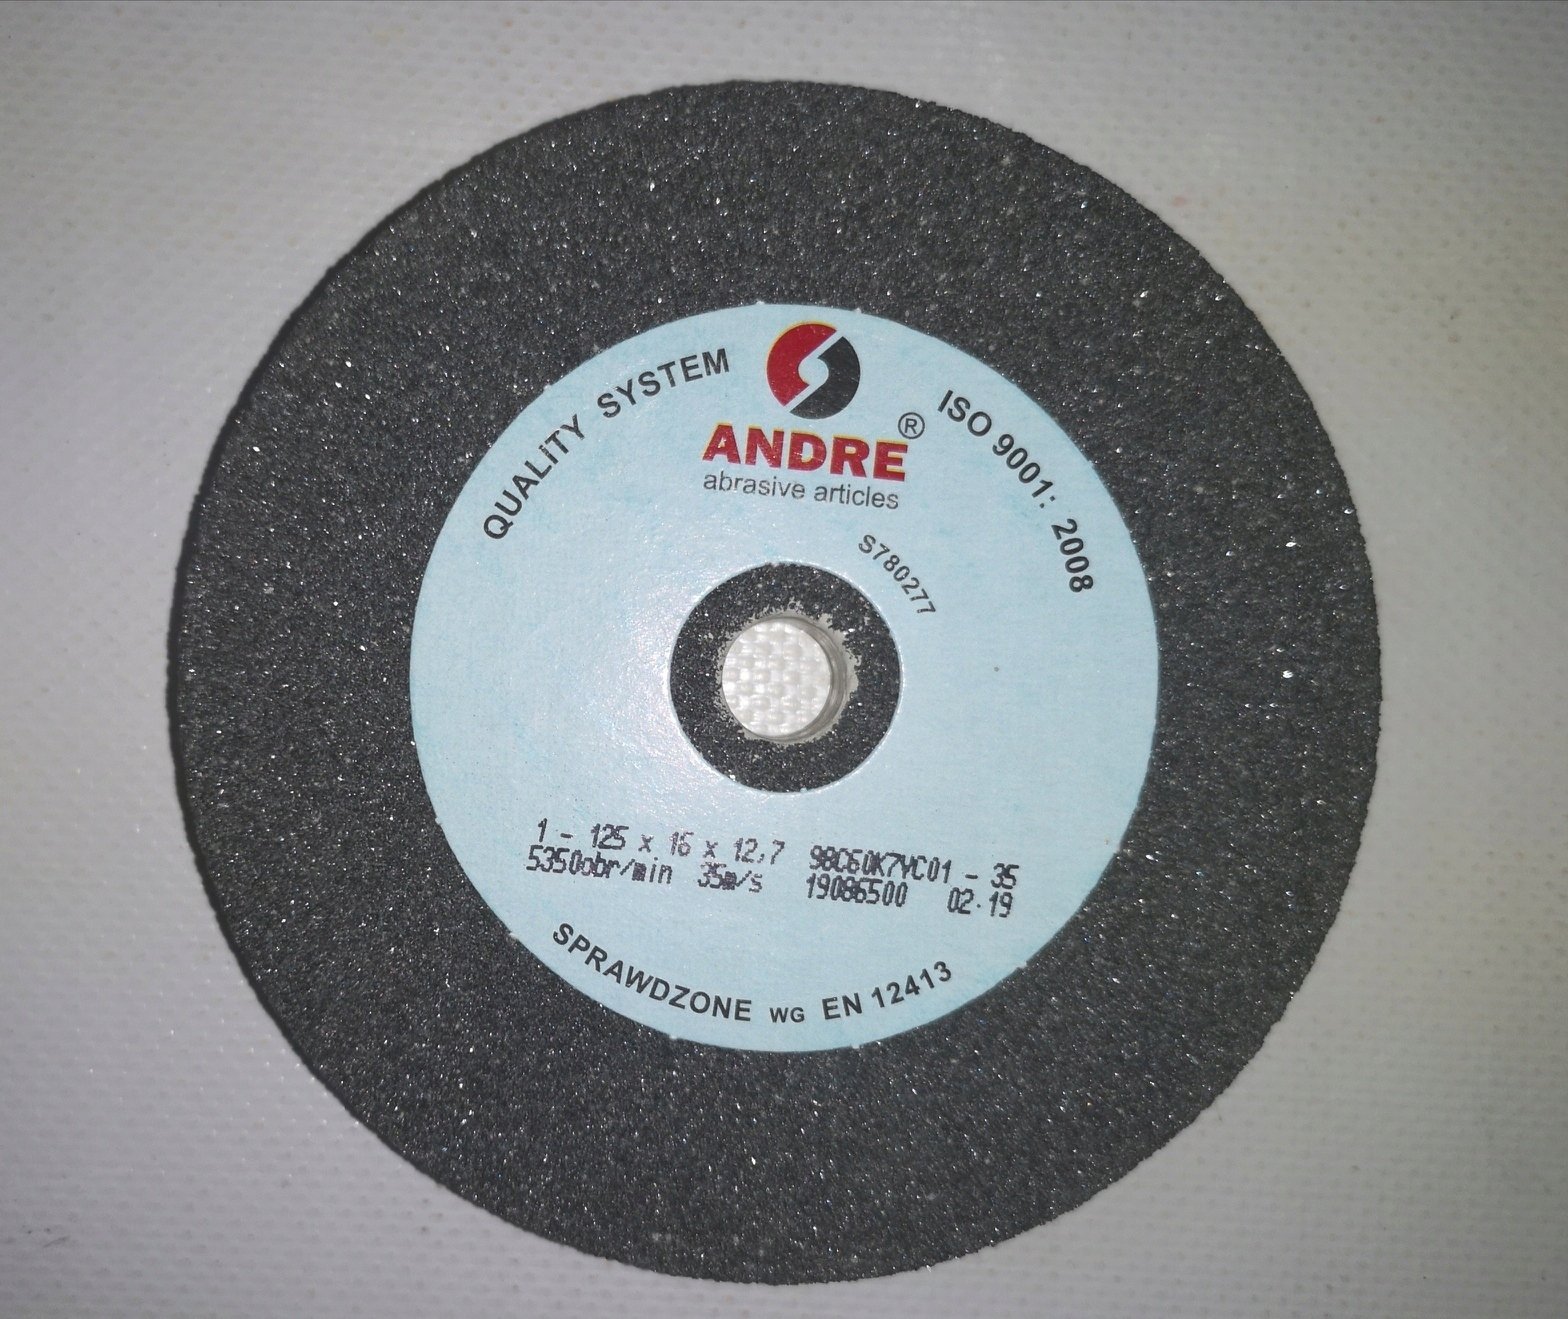 QUALITY SYSTEM
ISO 9001: 2008
ANDRE®
abrasive articles
S780277
1 - 125 x 16 x 12,7 98C60K7VC01 - 35
5350obr/min 35m/s 19086500 02.19
SPRAWDZONE WG EN 12413